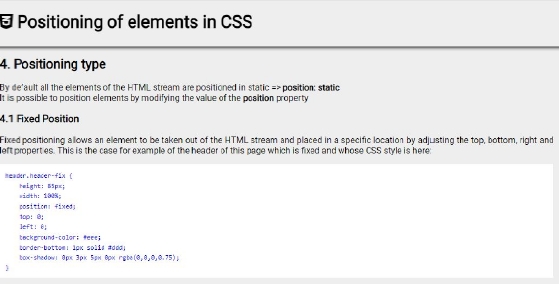 Positioning of elements in CSS
4. Positioning type
By default all the elements of the HTML stream are positioned in static => position: static
It is possible to position elements by modifying the value of the position property
4.1 Fixed Position
Fixed positioning allows an element to be taken out of the HTML stream and placed in a specific location by adjusting the top, bottom, right and
left properties. This is the case for example of the header of this page which is fixed and whose CSS style is here:
header.header-fix {
height: 85px;
width: 100%;
position: fixed;
top: 0;
left: 0;
background-color: #eee;
border-bottom: 1px solid #ddd;
box-shadow: 0px 3px 5px 0px rgba(0,0,0,0.75);
}